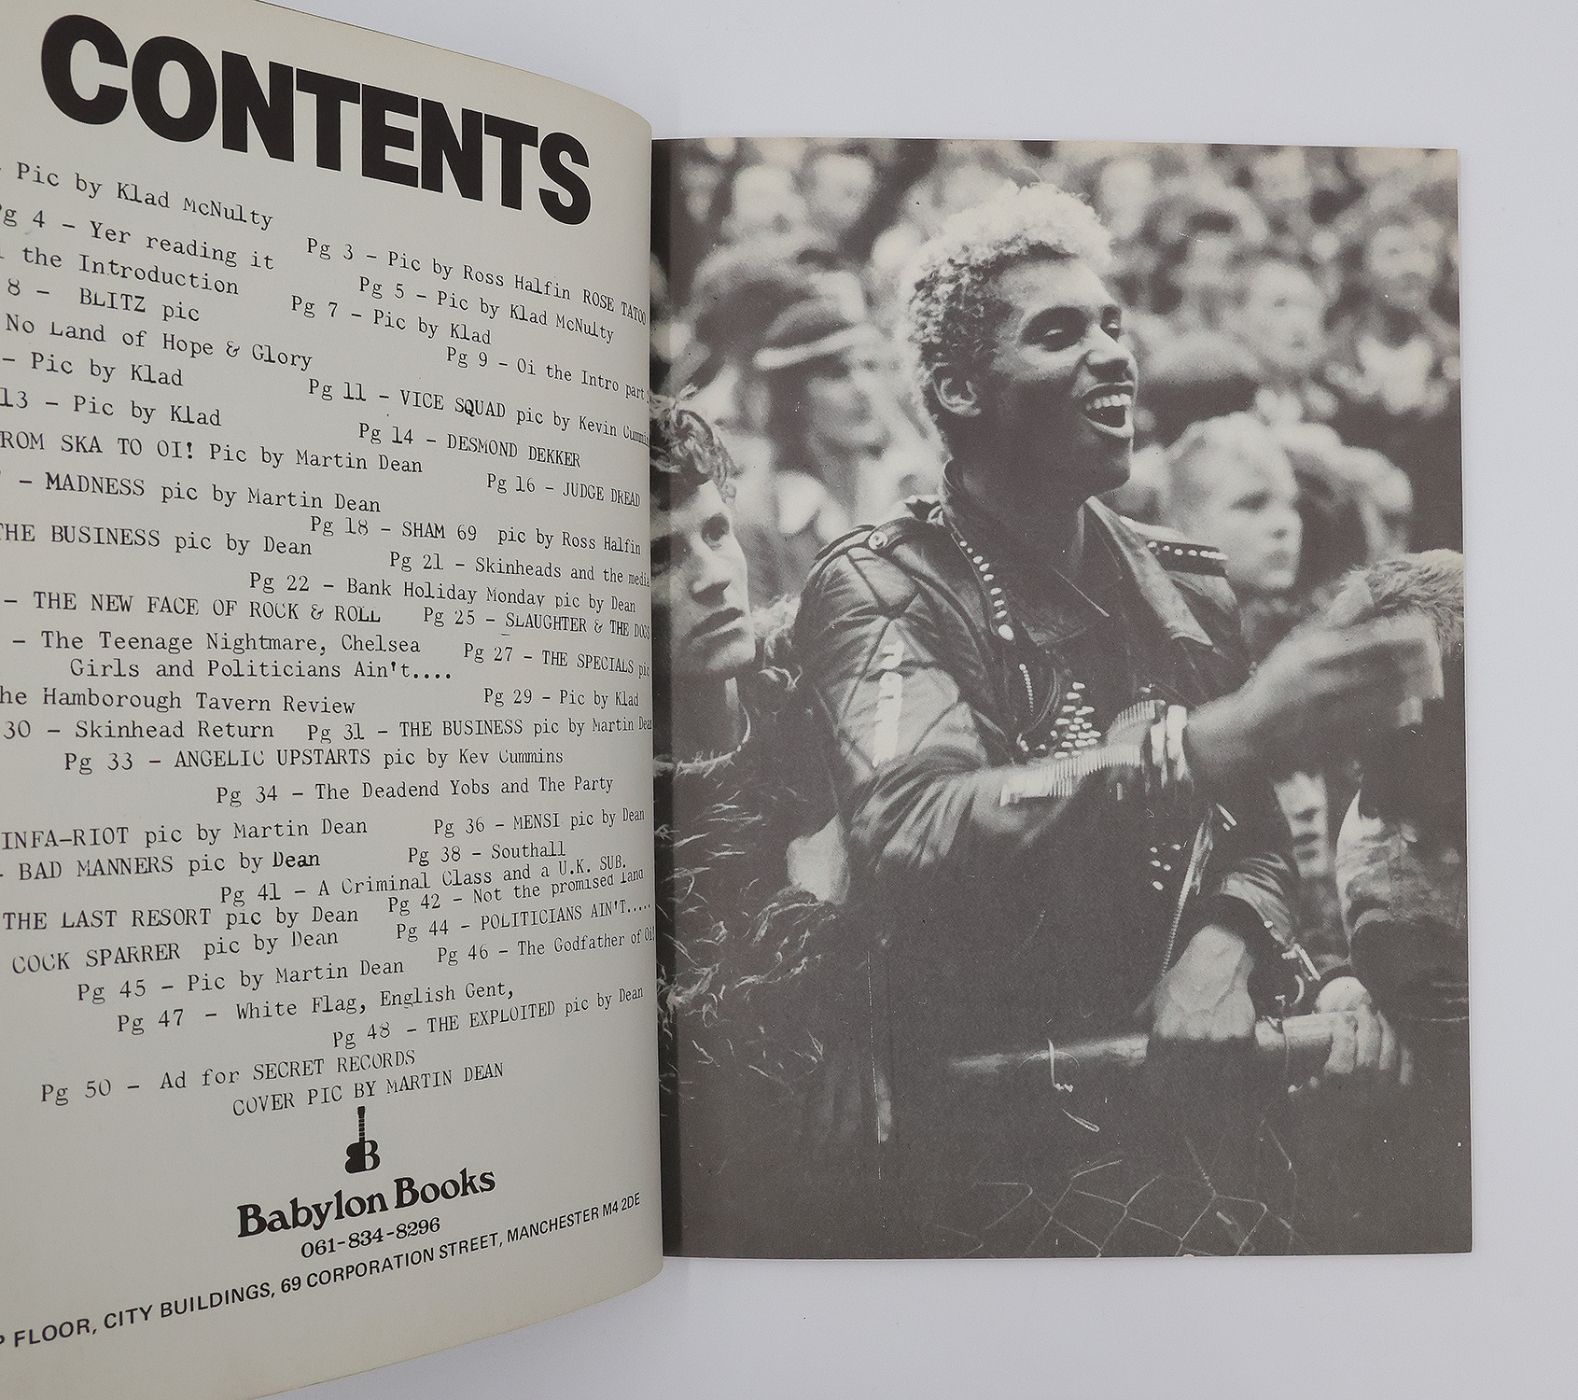 CONTENTS
Pic by Klad McNulty
Pg 3 - Pic by Ross Halfin ROSE TATOO
Pg 4 - Yer reading it
Pg 5 - Pic by Klad McNulty
the Introduction
Pg 7 - Pic by Klad
8 - BLITZ pic
Pg 9 - Oi the Intro part
No Land of Hope & Glory
Pg 11 - VICE SQUAD pic by Kevin Cummins
- Pic by Klad
13 - Pic by Klad
Pg 14 - DESMOND DEKKER
FROM SKA TO OI! Pic by Martin Dean
Pg 16 - JUDGE DREAD
- MADNESS pic by Martin Dean
Pg 18 - SHAM 69 pic by Ross Halfin
THE BUSINESS pic by Dean
Pg 21 - Skinheads and the media
Pg 22 - Bank Holiday Monday pic by Dean
- THE NEW FACE OF ROCK & ROLL
Pg 25 - SLAUGHTER & THE DOGS
- The Teenage Nightmare, Chelsea
Girls and Politicians Ain't....
Pg 27 - THE SPECIALS pic
The Hamborough Tavern Review
Pg 29 - Pic by Klad
30 - Skinhead Return
Pg 31 - THE BUSINESS pic by Martin Dean
Pg 33 - ANGELIC UPSTARTS pic by Kev Cummins
Pg 34 - The Deadend Yobs and The Party
INFA-RIOT pic by Martin Dean
Pg 36 - MENSI pic by Dean
- BAD MANNERS pic by Dean
Pg 38 - Southall
Pg 41 - A Criminal Class and a U.K. SUB.
THE LAST RESORT pic by Dean
Pg 42 - Not the promised land
COCK SPARRER pic by Dean
Pg 44 - POLITICIANS AIN'T.....
Pg 45 - Pic by Martin Dean
Pg 46 - The Godfather of Oi!
Pg 47 - White Flag, English Gent,
Pg 48 - THE EXPLOITED pic by Dean
Pg 50 - Ad for SECRET RECORDS
COVER PIC BY MARTIN DEAN
B
Babylon Books
061-834-8296
FLOOR, CITY BUILDINGS, 69 CORPORATION STREET, MANCHESTER M4 2DE